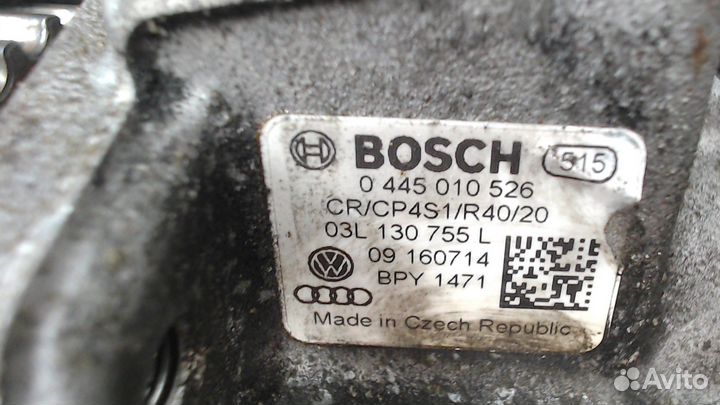 BOSCH 515
0 445 010 526
CR/CP4S1/R40/20
03L 130 755 L
09 160714
BPY 1471
Made in Czech Republic
Avito